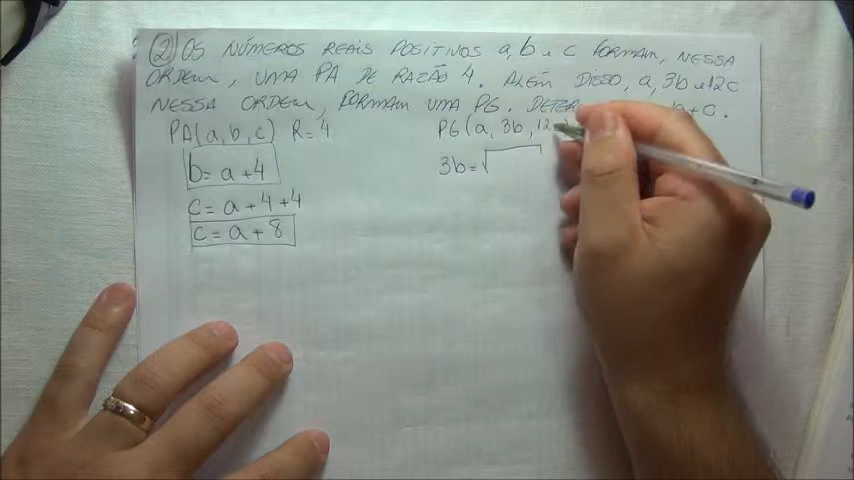 ② OS NÚMEROS REAIS POSITIVOS a, b e c FORMAM, NESSA
ORDEM, UMA PA DE RAZÃO 4. ALÉM DISSO, a, 3b e 12c
NESSA ORDEM, FORMAM UMA PG. b + c.
PA(a, b, c) R = 4 PG (a, 3b, 12
b = a + 4 3b = √
c = a + 4 + 4
c = a + 8